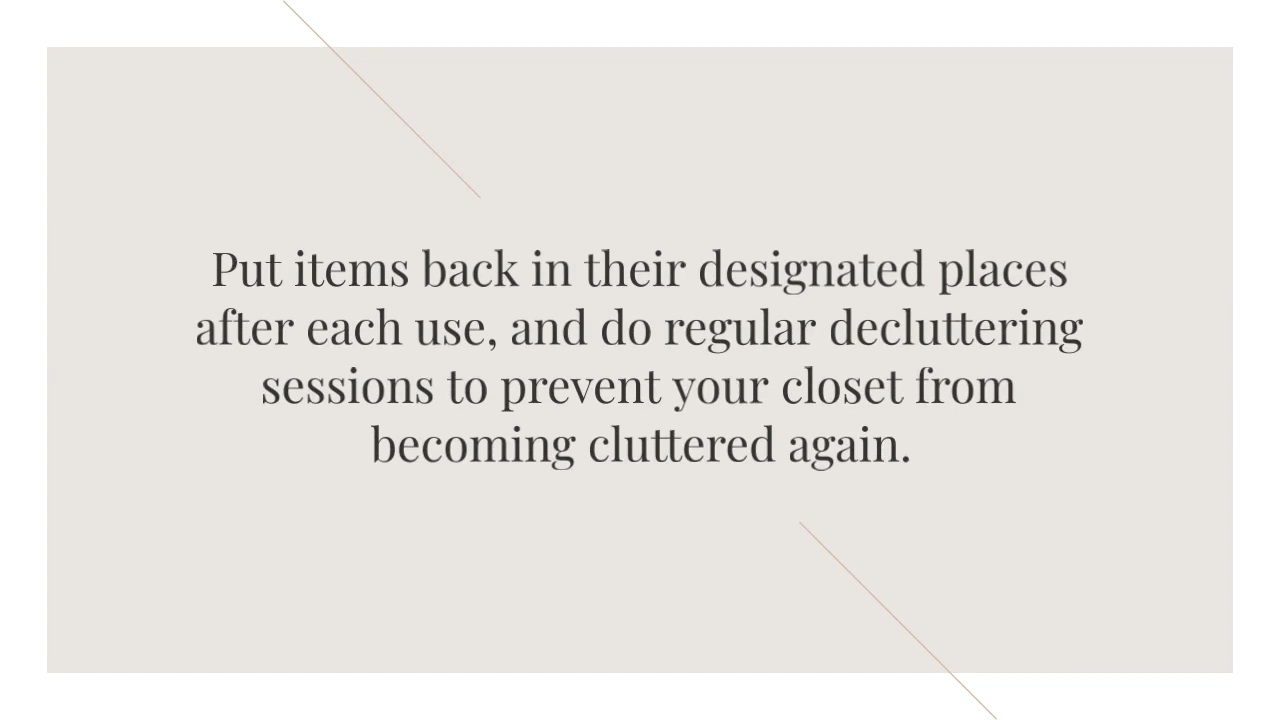 Put items back in their designated places
after each use, and do regular decluttering
sessions to prevent your closet from
becoming cluttered again.